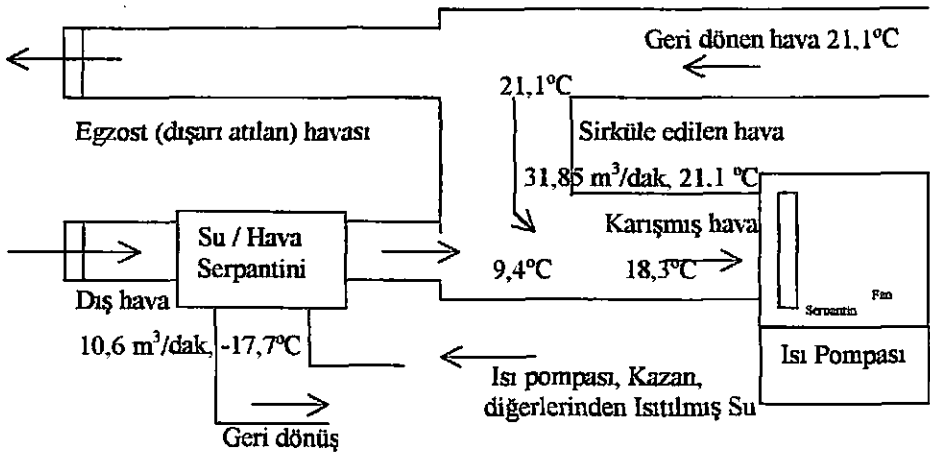 Geri dönen hava 21,1°C
21,1°C
Egzost (dışarı atılan) havası
Sirküle edilen hava
31,85 m³/dak, 21.1 °C
Su / Hava
Serpantini
Karışmış hava
9,4°C
18,3°C
Serpantin
Fan
Dış hava
10,6 m³/dak, -17,7°C
Isı Pompası
Isı pompası, Kazan,
diğerlerinden Isıtılmış Su
Geri dönüş